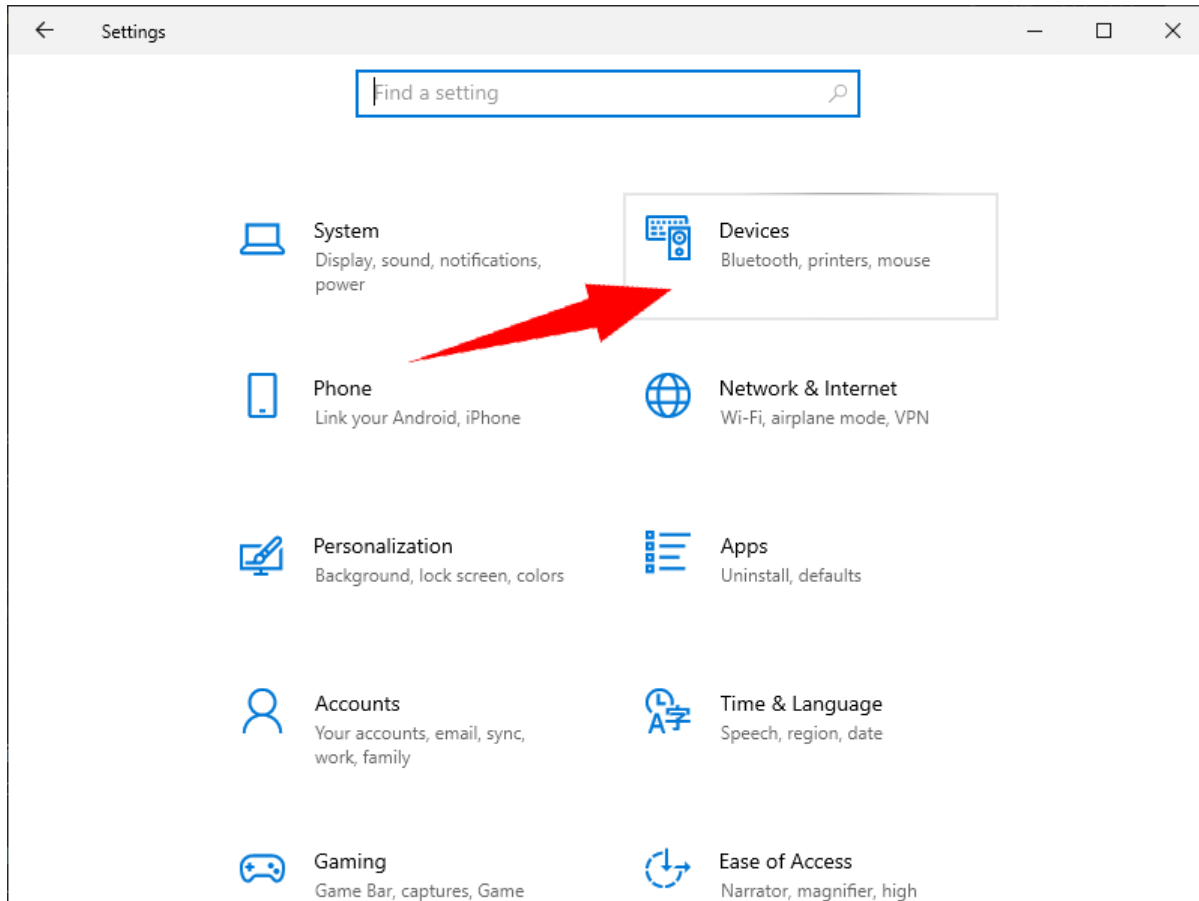 Settings
Find a setting
System
Display, sound, notifications,
power
Devices
Bluetooth, printers, mouse
Phone
Link your Android, iPhone
Network & Internet
Wi-Fi, airplane mode, VPN
Personalization
Background, lock screen, colors
Apps
Uninstall, defaults
Accounts
Your accounts, email, sync,
work, family
Time & Language
Speech, region, date
Gaming
Game Bar, captures, Game
Ease of Access
Narrator, magnifier, high